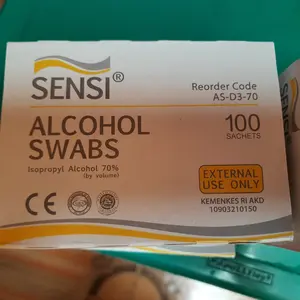 SENSI®
Reorder Code
AS-D3-70
ALCOHOL
SWABS
100
SACHETS
Isopropyl Alcohol 70%
(by volume)
EXTERNAL
USE ONLY
CE
KEMENKES RI AKD
10903210150